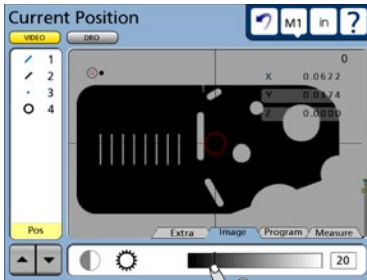 Current Position
M1 in ?
VIDEO DRO
1
2
3
4
0
X 0.0622
Y 0.0374
Z 0.0000
Pos
Extra Image Program Measure
20